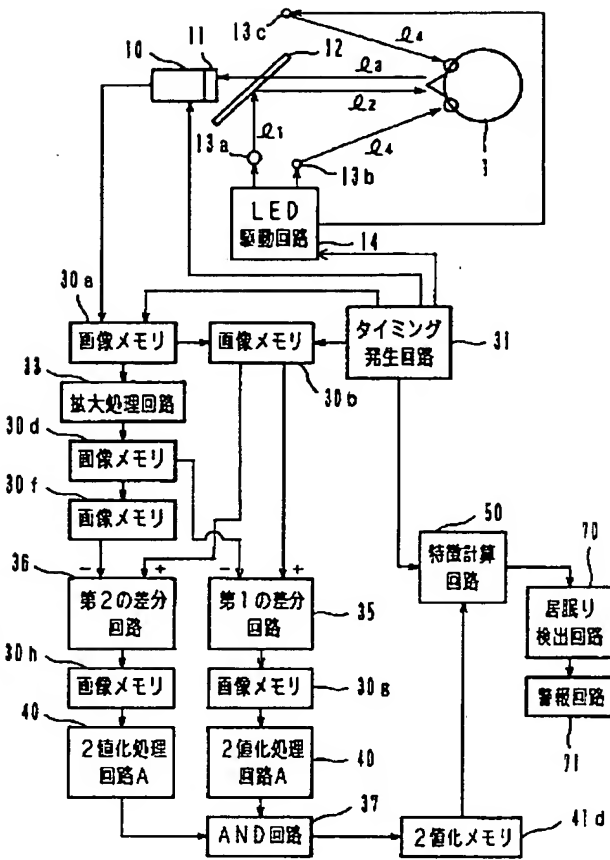 13c
12
10
11
ℓ4
ℓ3
ℓ2
ℓ1
13a
ℓ4
13b
1
LED
駆動回路
14
30a
画像メモリ
画像メモリ
30b
タイミング
発生回路
31
33
拡大処理回路
30d
画像メモリ
30f
画像メモリ
36
− +
第2の差分
回路
− +
第1の差分
回路
35
50
特徴計算
回路
70
居眠り
検出回路
30h
画像メモリ
画像メモリ
30g
警報回路
71
40
2値化処理
回路A
2値化処理
回路A
40
37
AND回路
2値化メモリ
41d